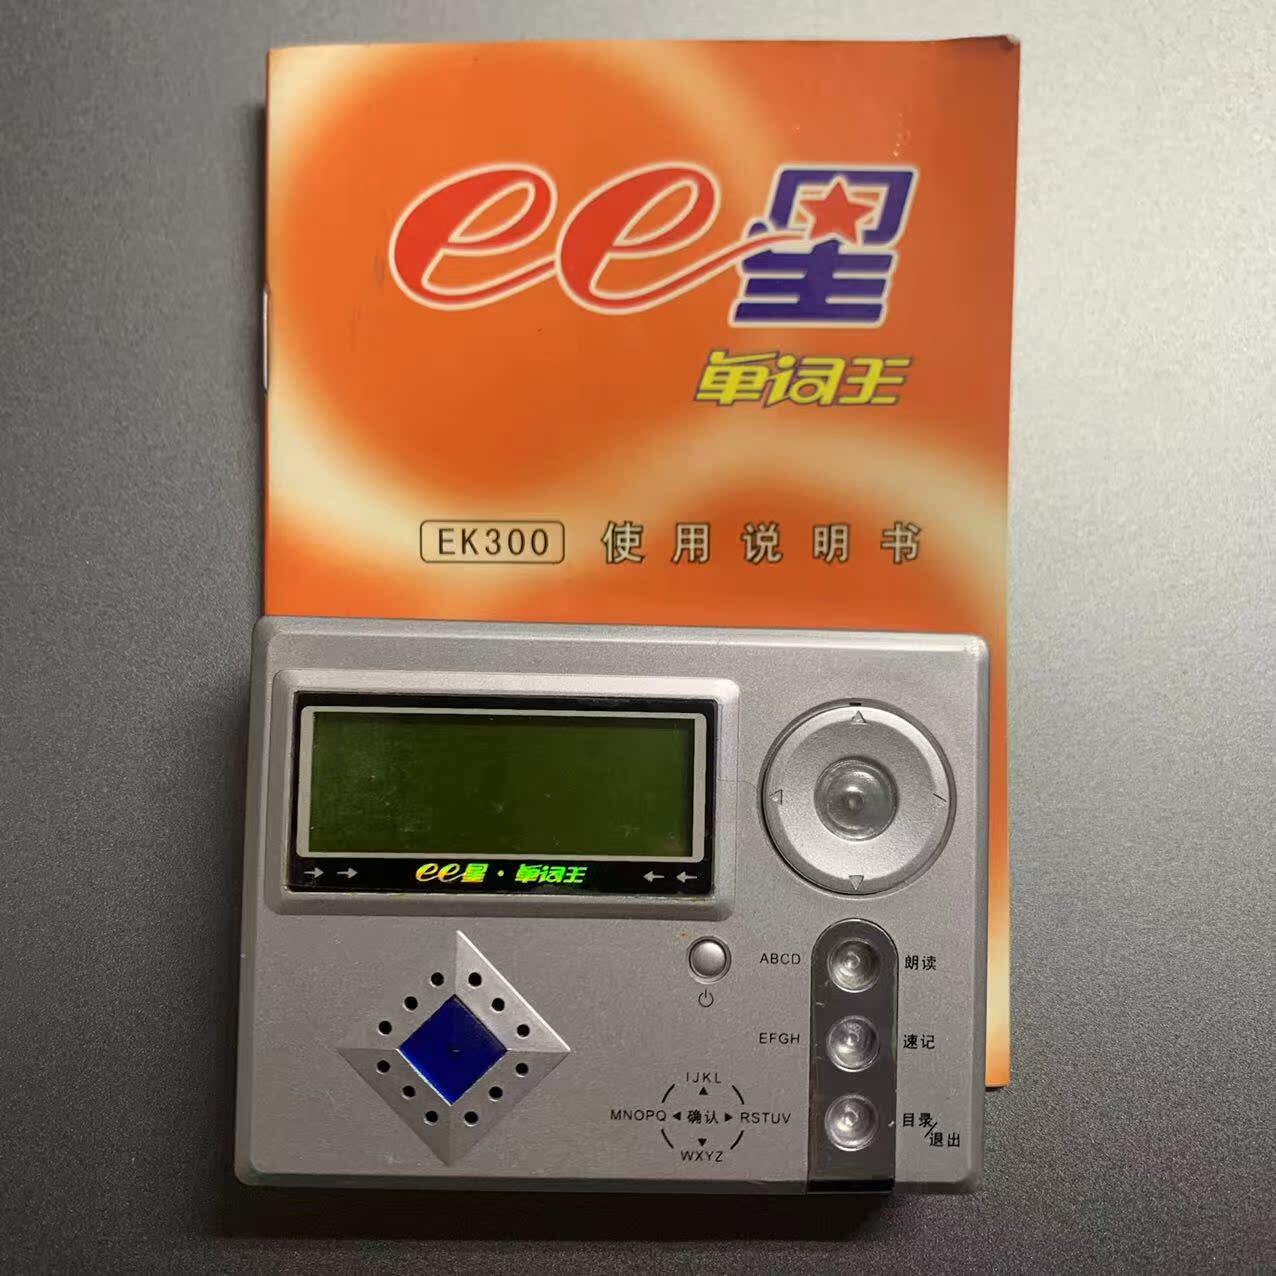 ee星
单词王
EK300 使用说明书
ee星·单词王
ABCD 朗读
EFGH 速记
IJKL
MNOPQ 确认 RSTUV
WXYZ
目录/退出